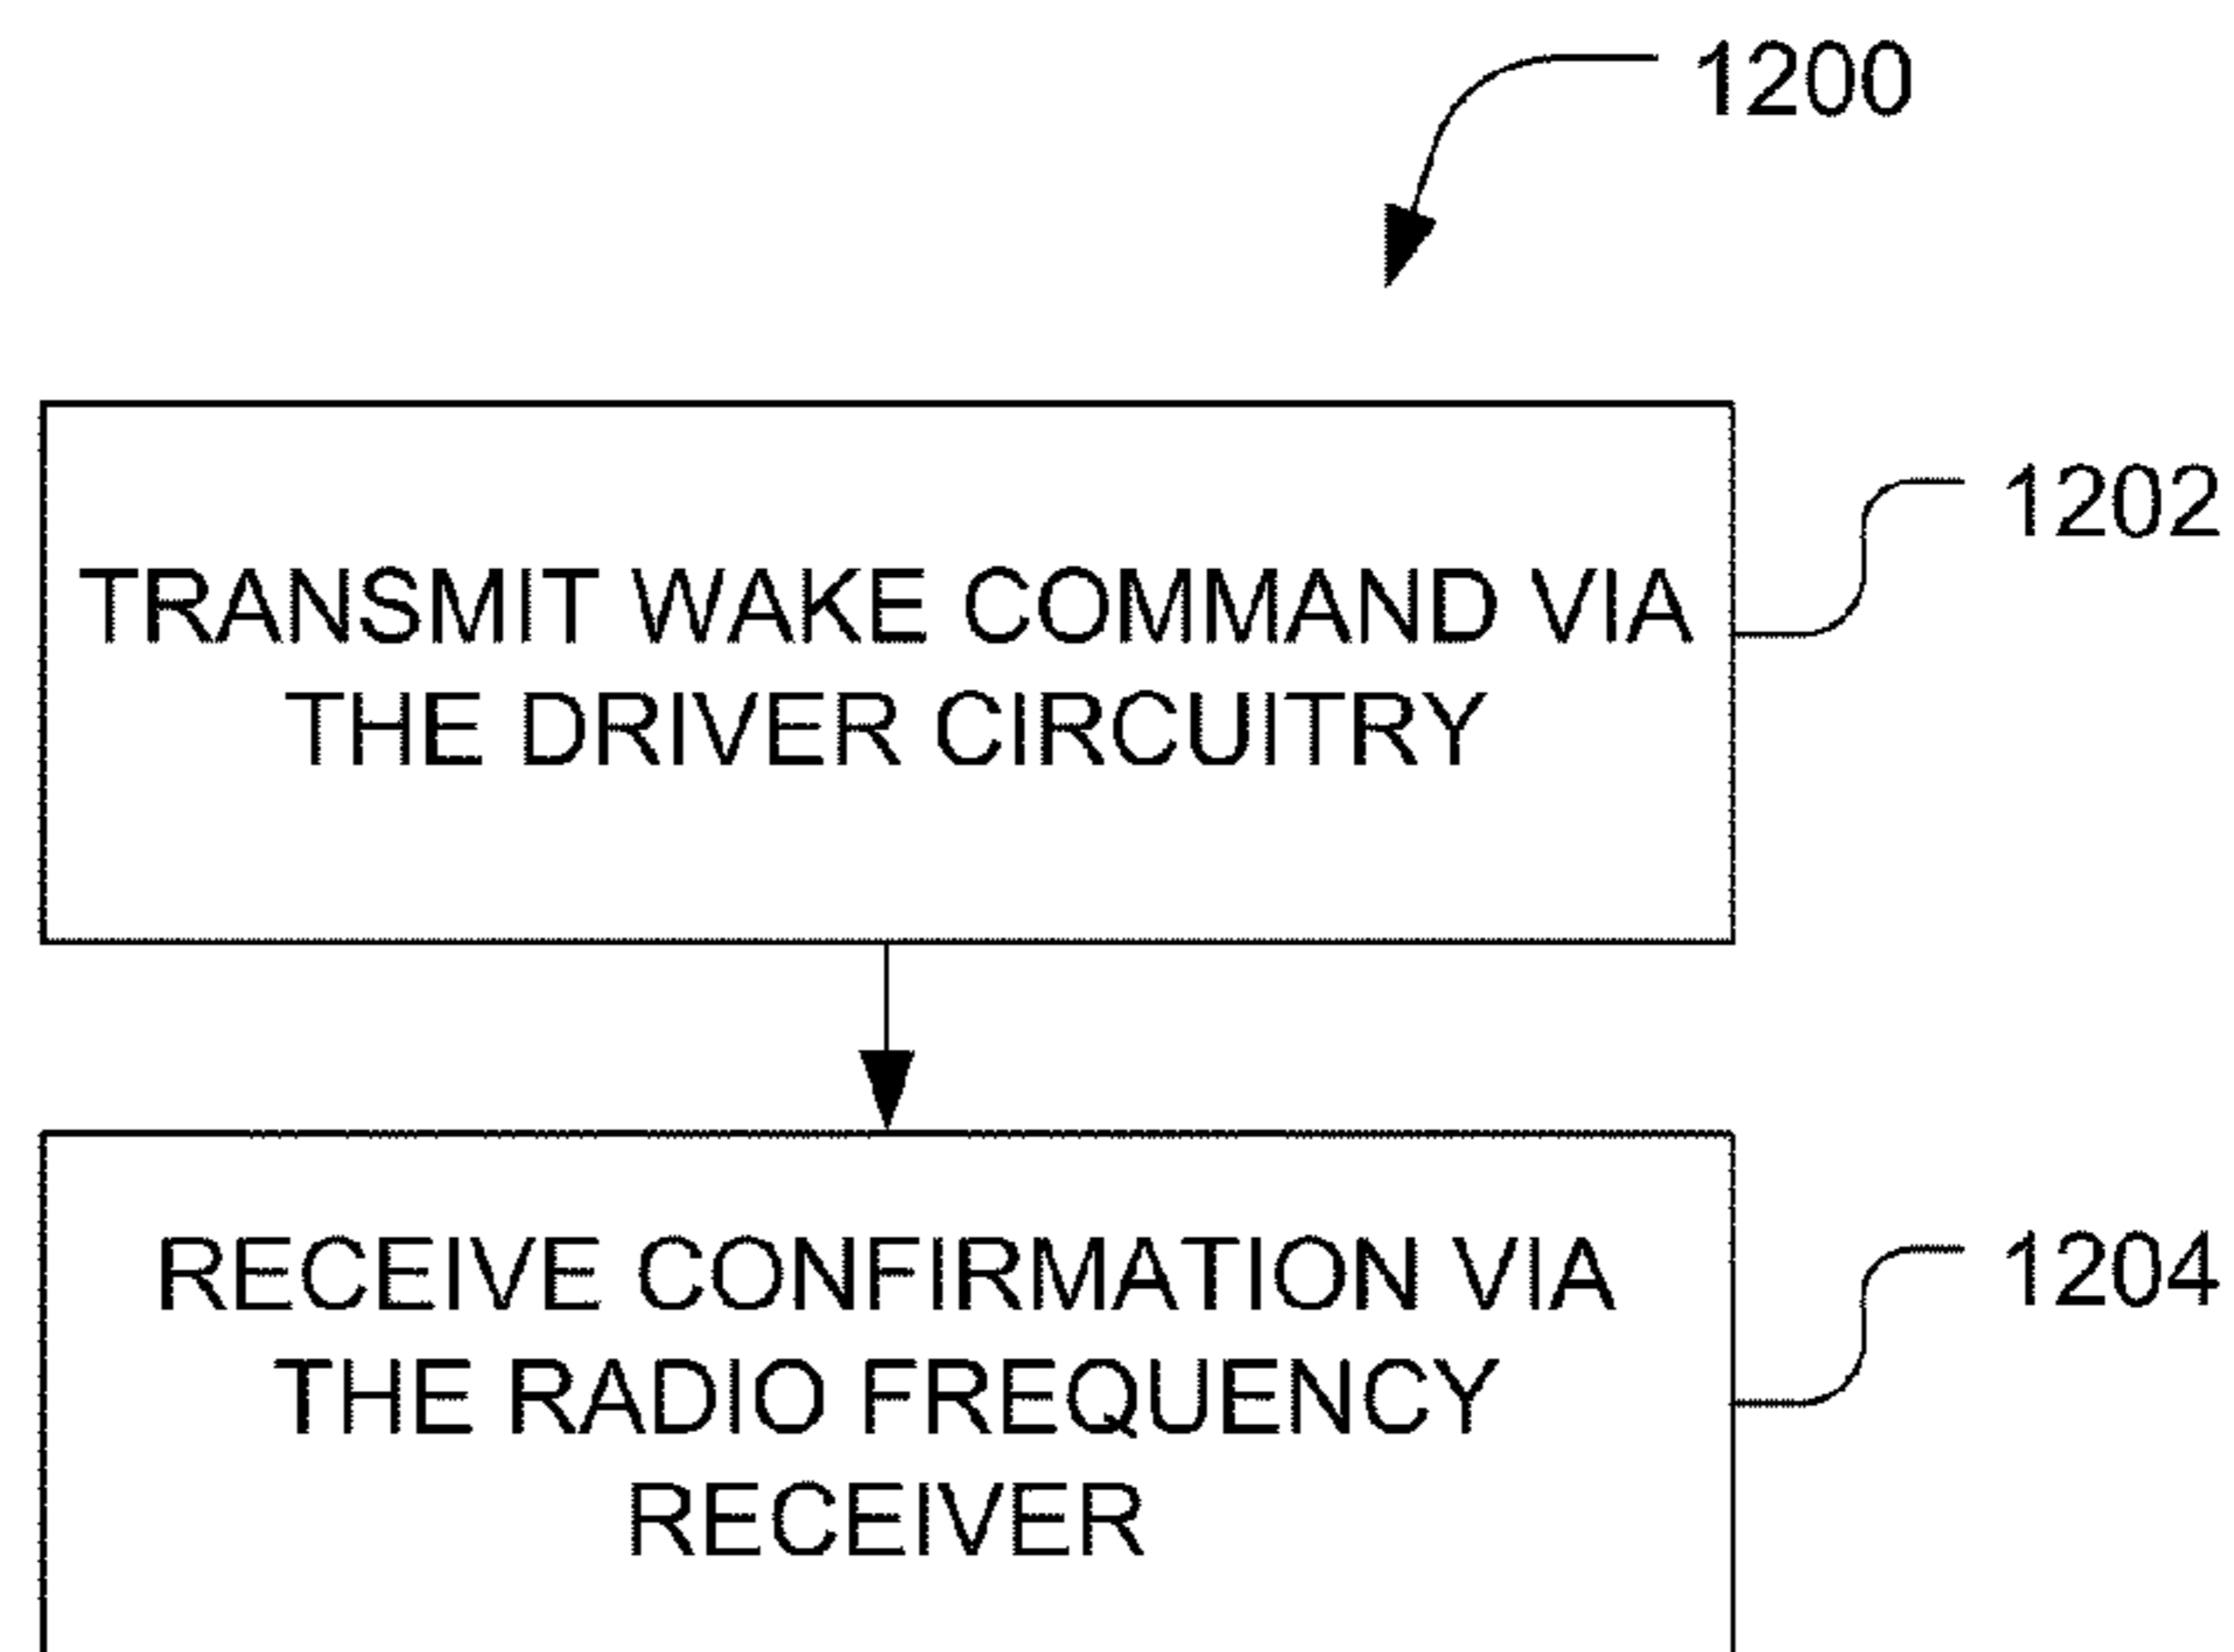 1200
1202
TRANSMIT WAKE COMMAND VIA
THE DRIVER CIRCUITRY
1204
RECEIVE CONFIRMATION VIA
THE RADIO FREQUENCY
RECEIVER